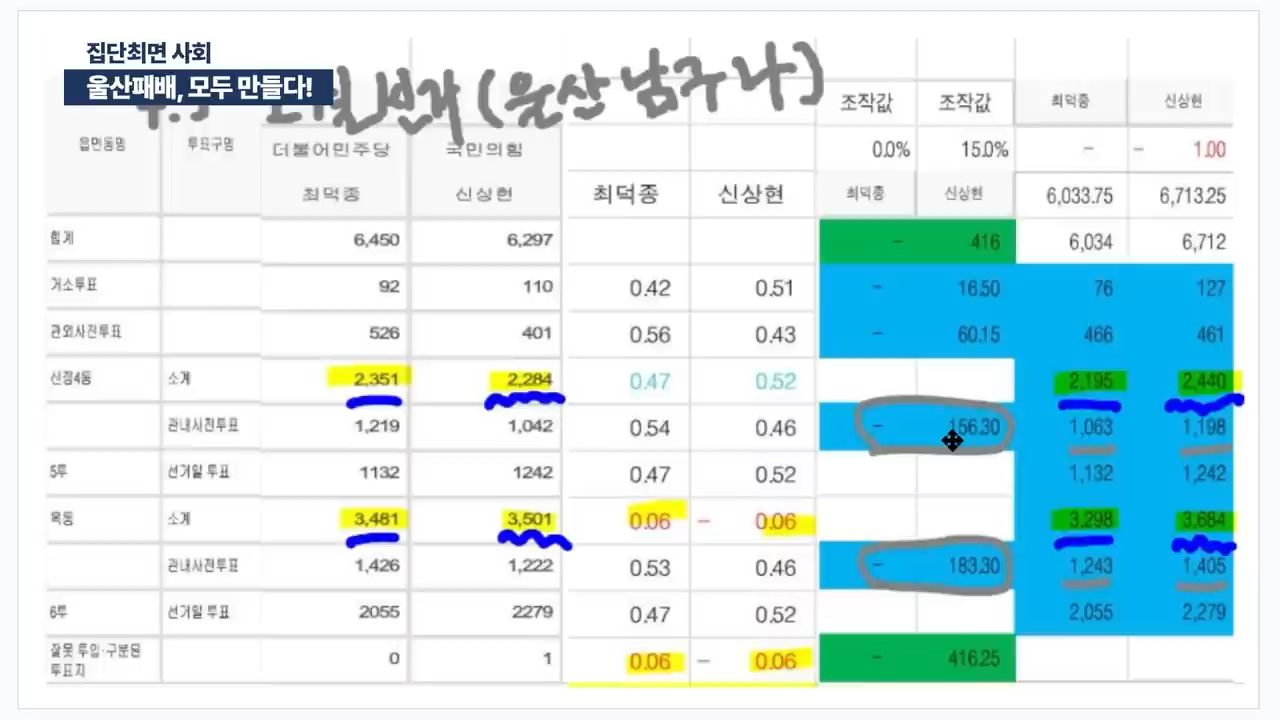 집단최면 사회
울산패배, 모두 만들다!
(울산 남구 나)
조작값 조작값 최덕종 신상현
읍면동명 투표구명 더불어민주당 국민의힘 0.0% 15.0% – – 1.00
최덕종 신상현 최덕종 신상현 최덕종 신상현 6,033.75 6,713.25
합계 6,450 6,297 – 416 6,034 6,712
거소투표 92 110 0.42 0.51 – 16.50 76 127
관외사전투표 526 401 0.56 0.43 – 60.15 466 461
신정4동 소계 2,351 2,284 0.47 0.52 2,195 2,440
관내사전투표 1,219 1,042 0.54 0.46 – 156.30 1,063 1,198
5투 선거일 투표 1132 1242 0.47 0.52 1,132 1,242
옥동 소계 3,481 3,501 0.06 – 0.06 3,298 3,684
관내사전투표 1,426 1,222 0.53 0.46 – 183.30 1,243 1,405
6투 선거일 투표 2055 2279 0.47 0.52 2,055 2,279
잘못 투입·구분된
투표지 0 1 0.06 – 0.06 – 416.25